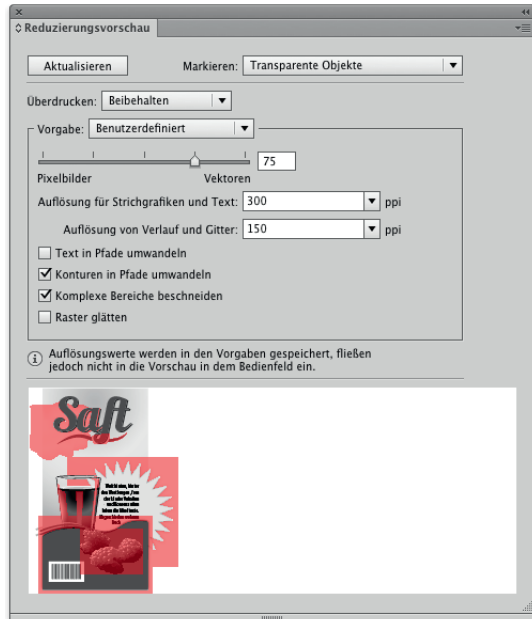 Reduzierungsvorschau
Aktualisieren Markieren: Transparente Objekte
Überdrucken: Beibehalten
Vorgabe: Benutzerdefiniert
75
Pixelbilder Vektoren
Auflösung für Strichgrafiken und Text: 300 ppi
Auflösung von Verlauf und Gitter: 150 ppi
Text in Pfade umwandeln
Konturen in Pfade umwandeln
Komplexe Bereiche beschneiden
Raster glätten
Auflösungswerte werden in den Vorgaben gespeichert, fließen
jedoch nicht in die Vorschau in dem Bedienfeld ein.
Saft